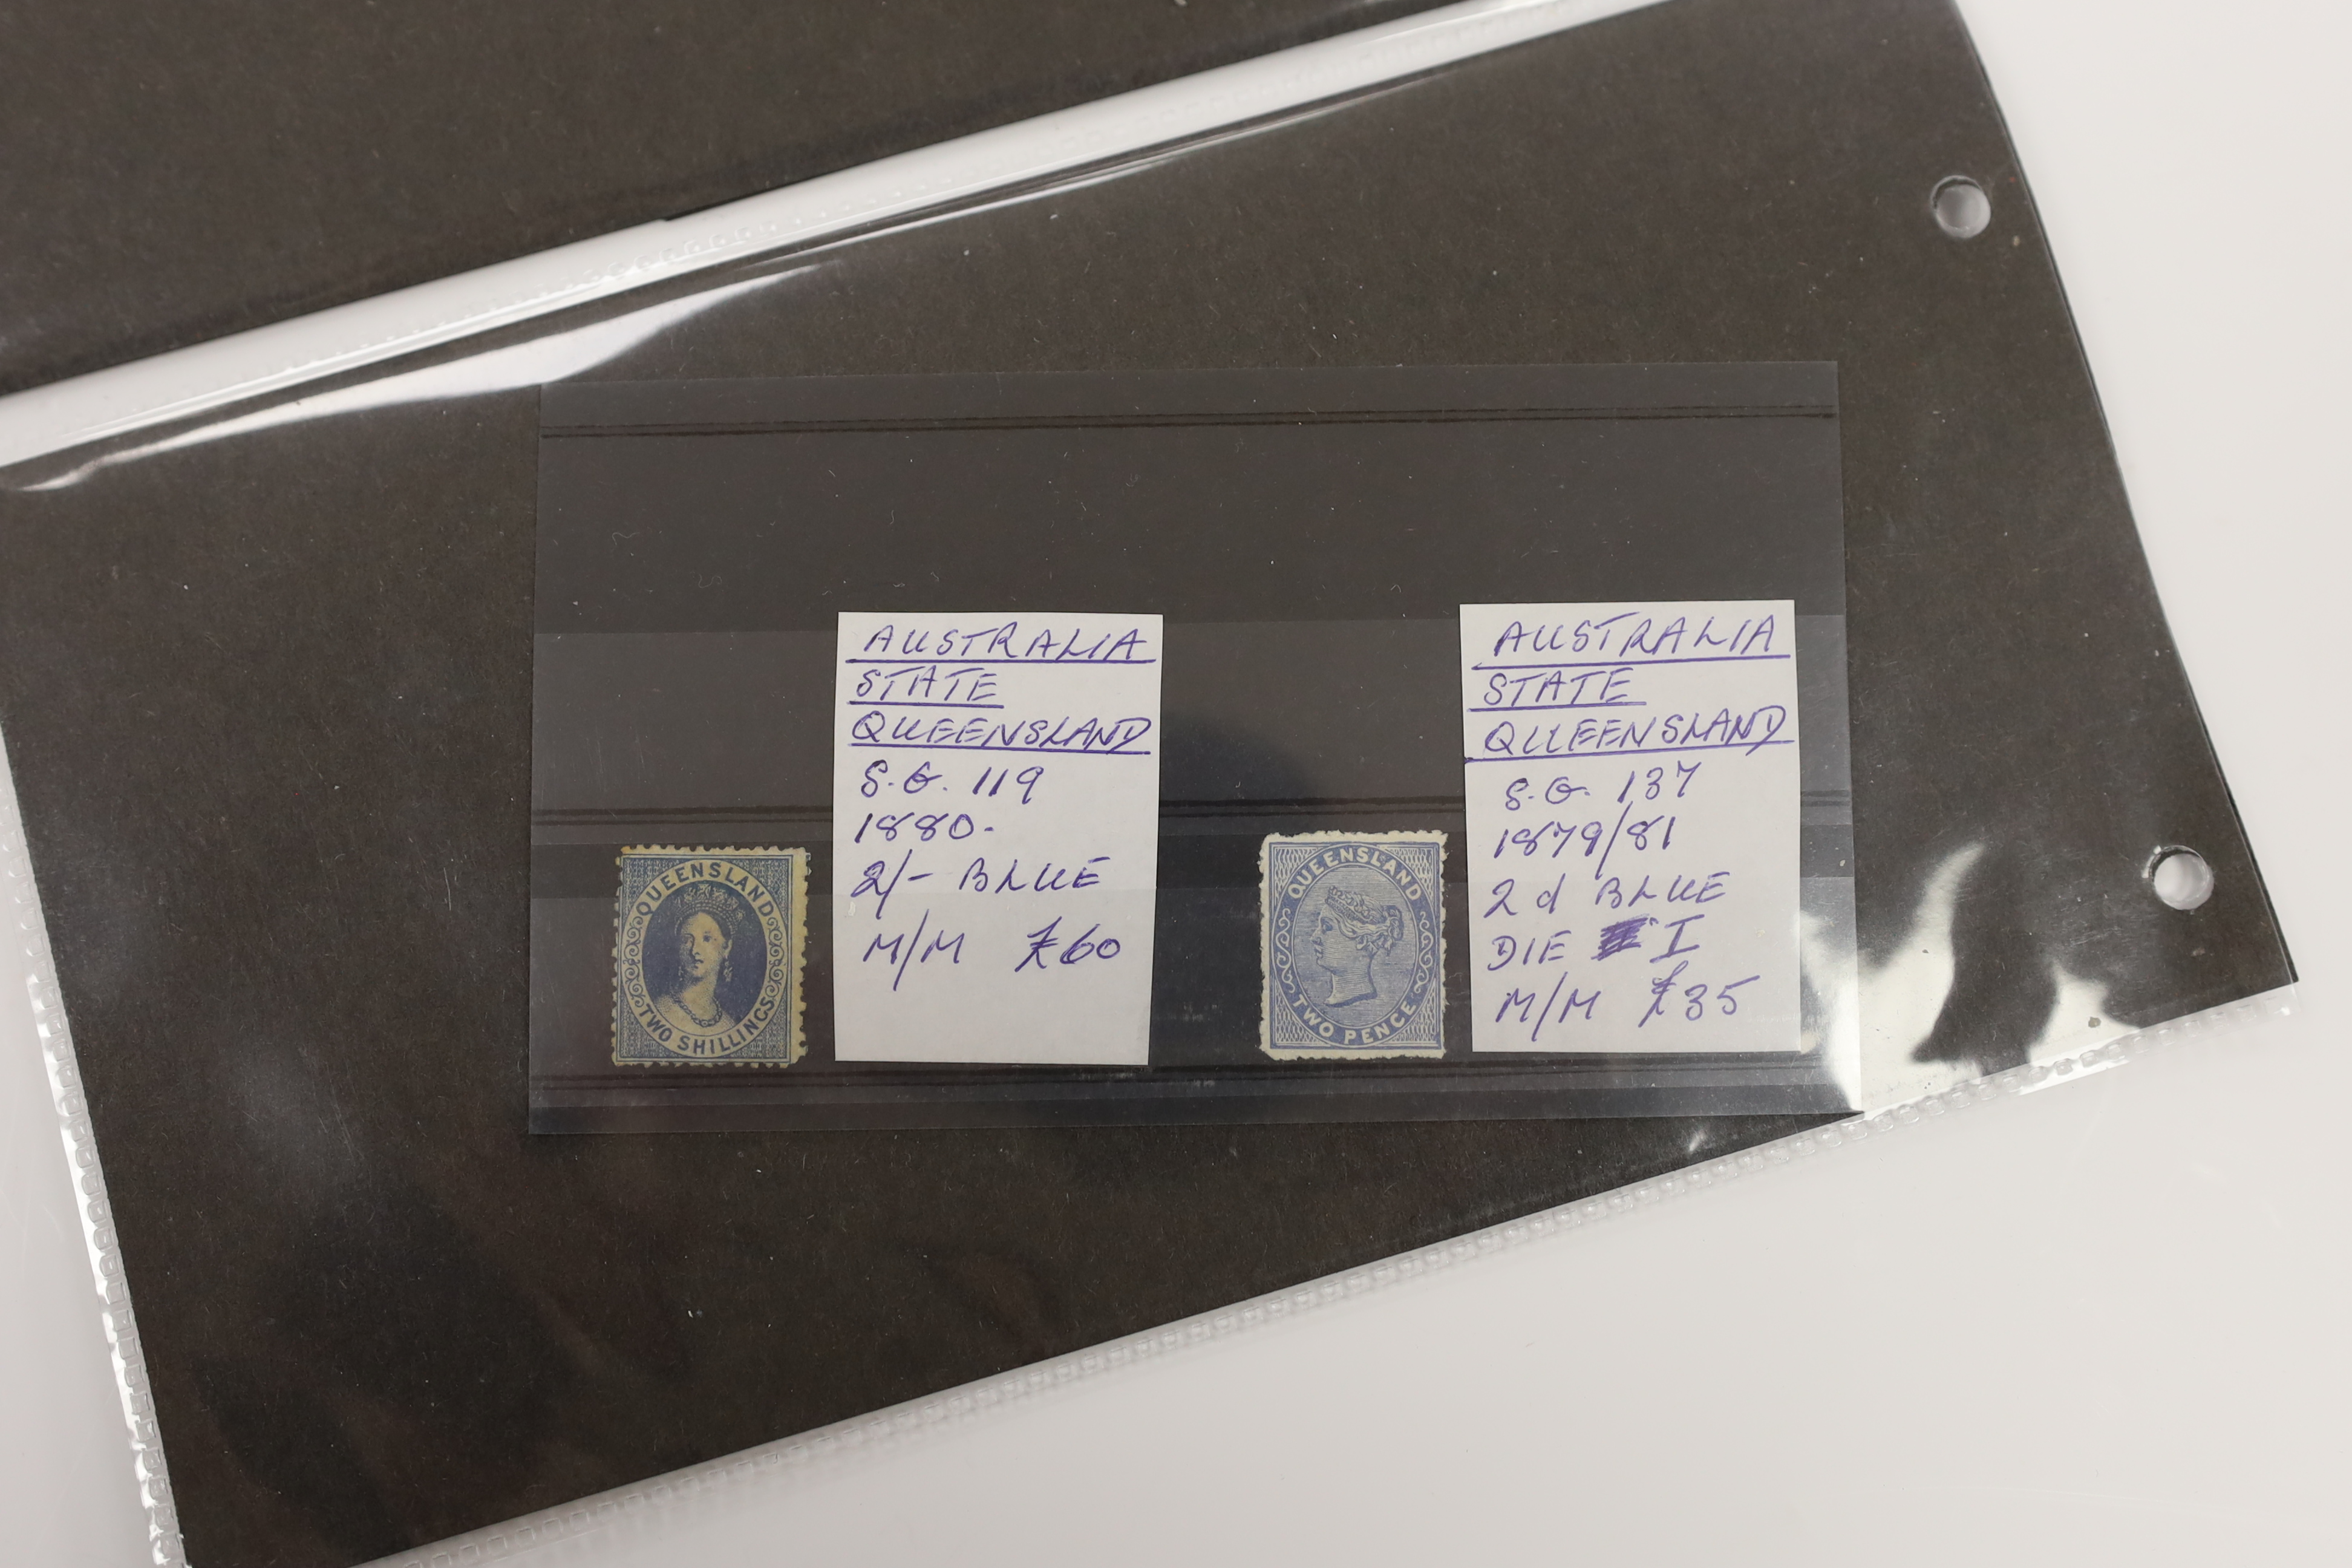 QUEENSLAND
TWO SHILLINGS
AUSTRALIA
STATE
QUEENSLAND
S.G. 119
1880.
2/- BLUE
M/M £60
QUEENSLAND
TWO PENCE
AUSTRALIA
STATE
QUEENSLAND
S.G. 137
1879/81
2d BLUE
DIE I
M/M £35